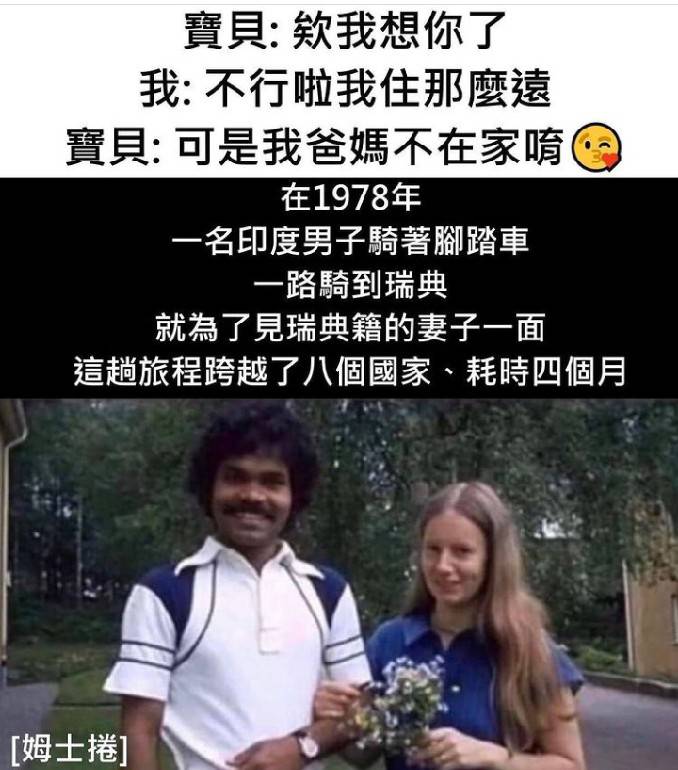 寶貝: 欸我想你了
我: 不行啦我住那麼遠
寶貝: 可是我爸媽不在家唷😘
在1978年
一名印度男子騎著腳踏車
一路騎到瑞典
就為了見瑞典籍的妻子一面
這趟旅程跨越了八個國家、耗時四個月
[姆士捲]